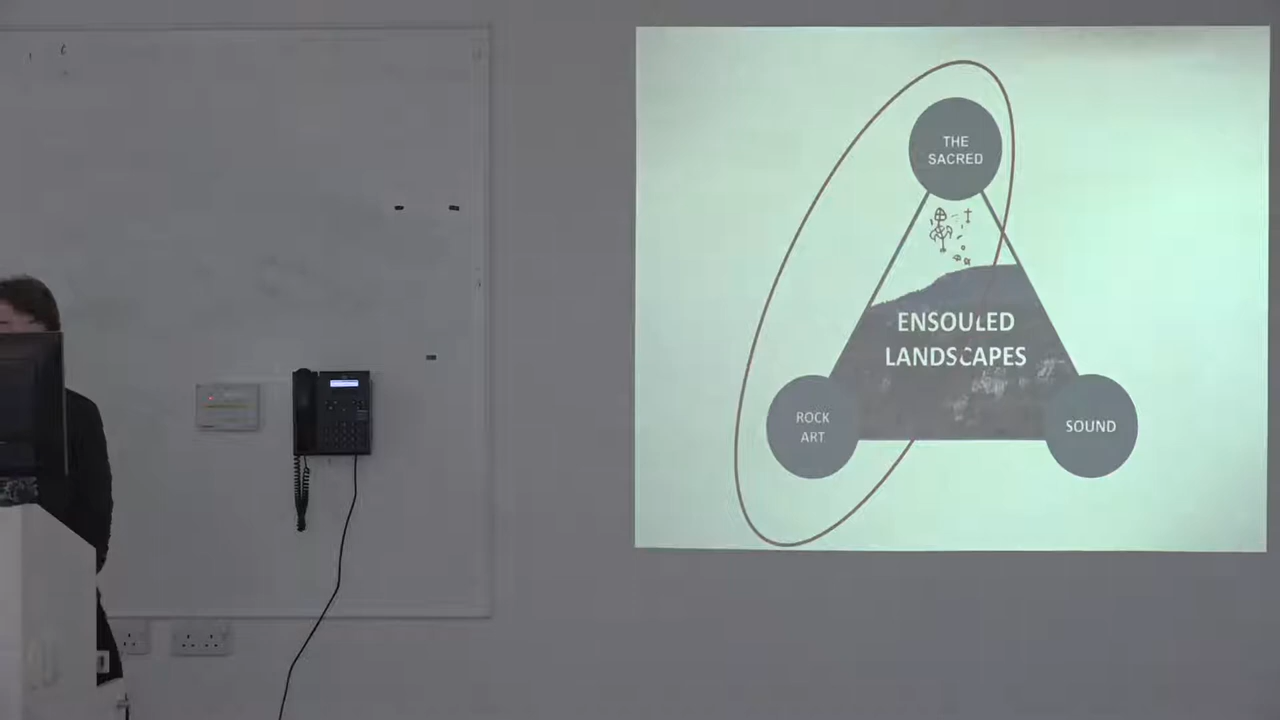 THE
SACRED
ENSOULED
LANDSCAPES
ROCK
ART
SOUND